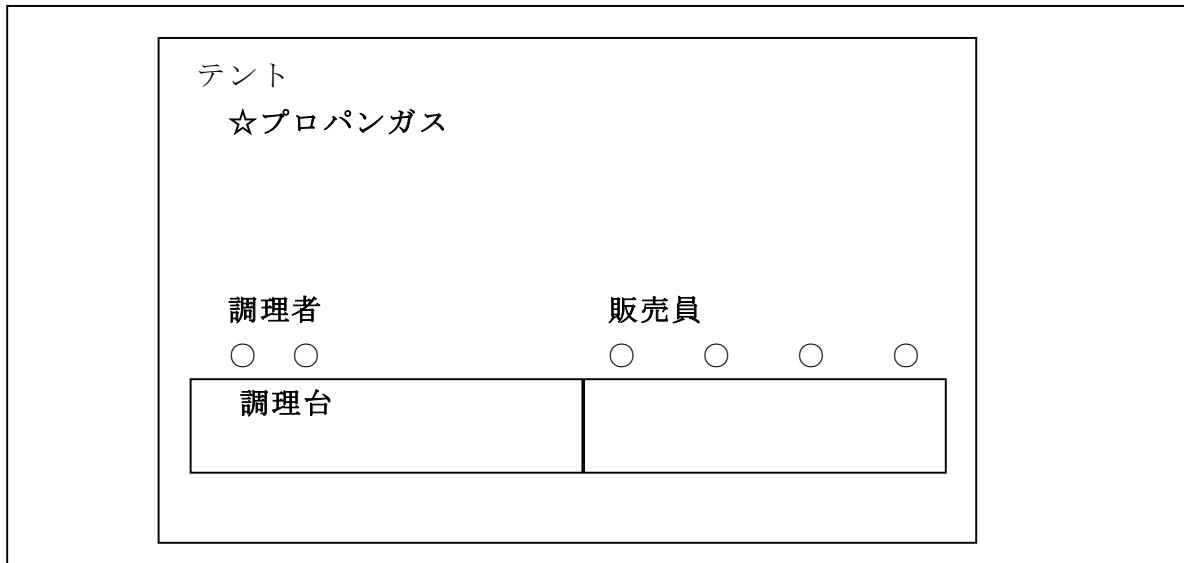 テント
☆プロパンガス
調理者 販売員
○ ○ ○ ○ ○ ○
調理台